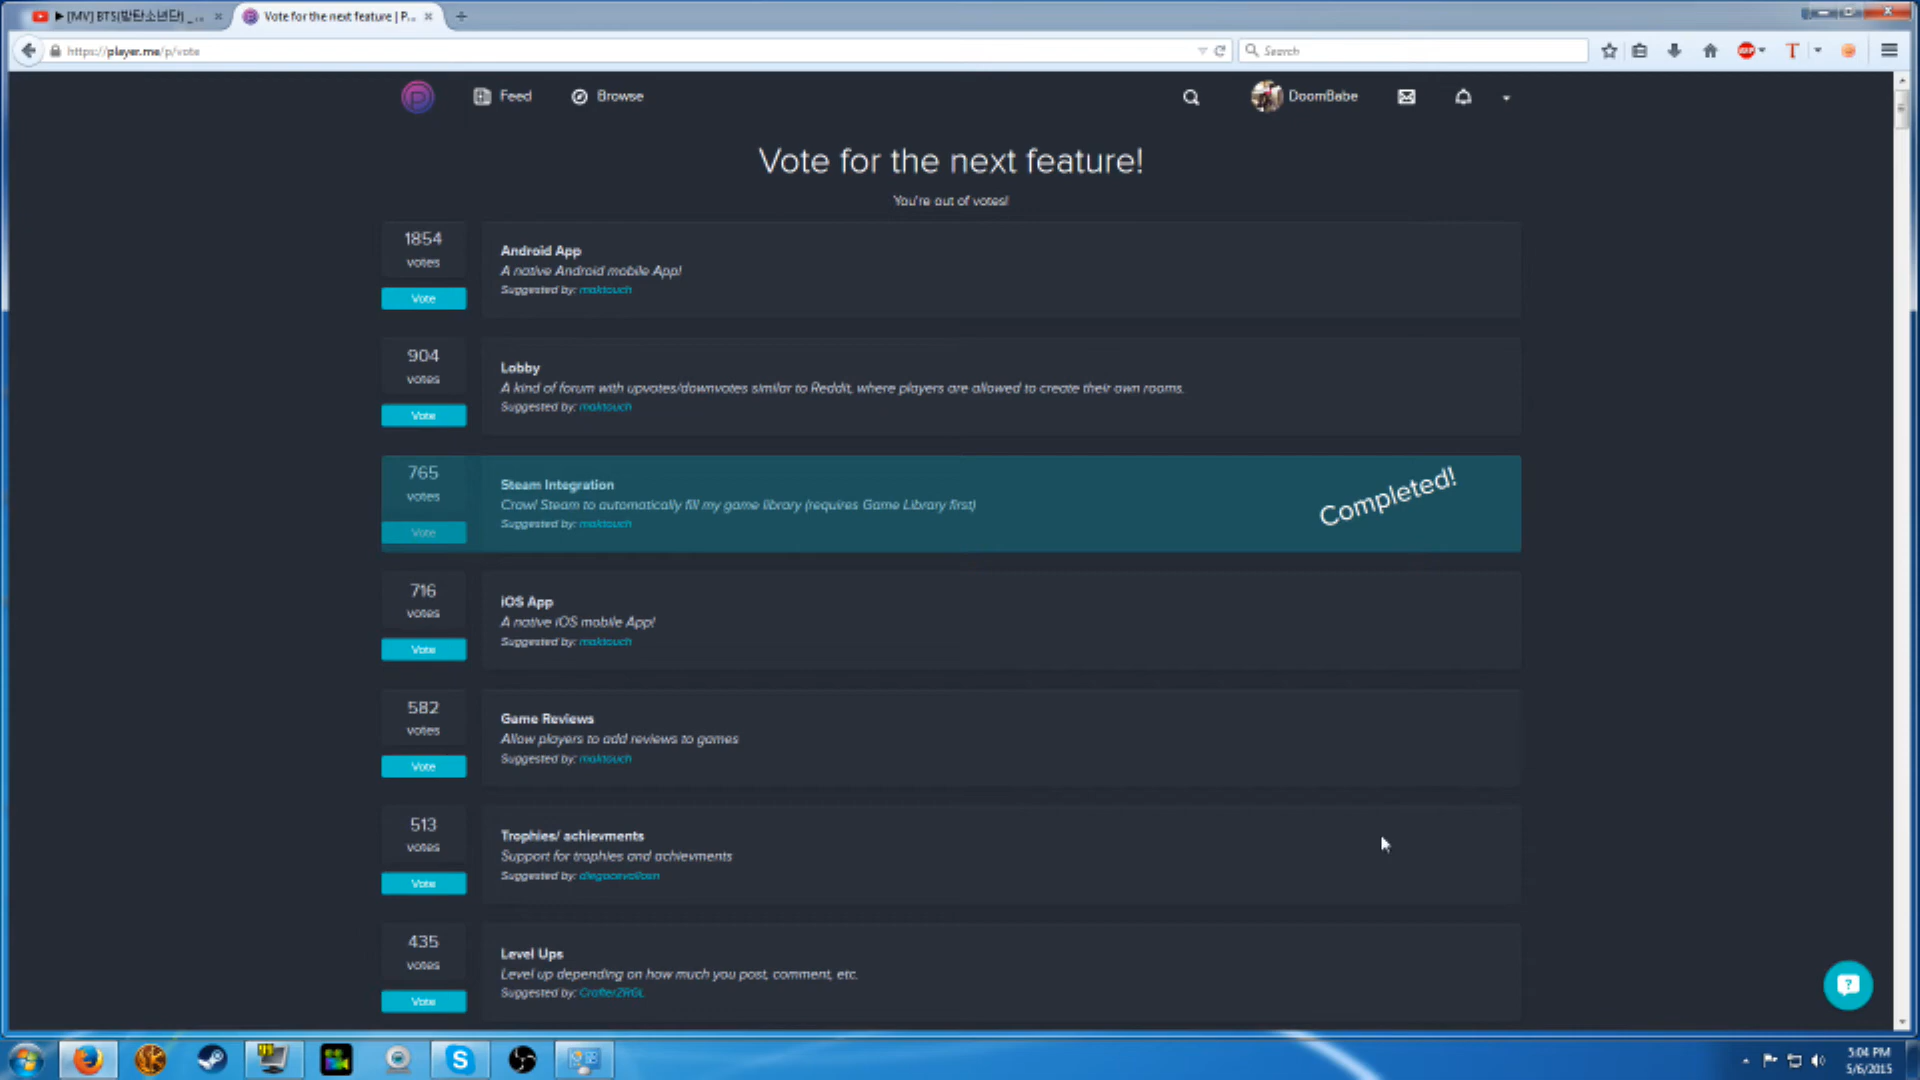 ▶ [MV] BTS(방탄소년단) _ ...
Vote for the next feature | P...
https://player.me/p/vote
Search
Feed
Browse
DoomBabe
Vote for the next feature!
You're out of votes!
1854
votes
Vote
Android App
A native Android mobile App!
Suggested by: maktouch
904
votes
Vote
Lobby
A kind of forum with upvotes/downvotes similar to Reddit, where players are allowed to create their own rooms.
Suggested by: maktouch
765
votes
Vote
Steam Integration
Crawl Steam to automatically fill my game library (requires Game Library first)
Suggested by: maktouch
Completed!
716
votes
Vote
iOS App
A native iOS mobile App!
Suggested by: maktouch
582
votes
Vote
Game Reviews
Allow players to add reviews to games
Suggested by: maktouch
513
votes
Vote
Trophies/ achievments
Support for trophies and achievments
Suggested by:
435
votes
Vote
Level Ups
Level up depending on how much you post, comment, etc.
Suggested by: CrafterZRGL
5:04 PM
5/6/2015